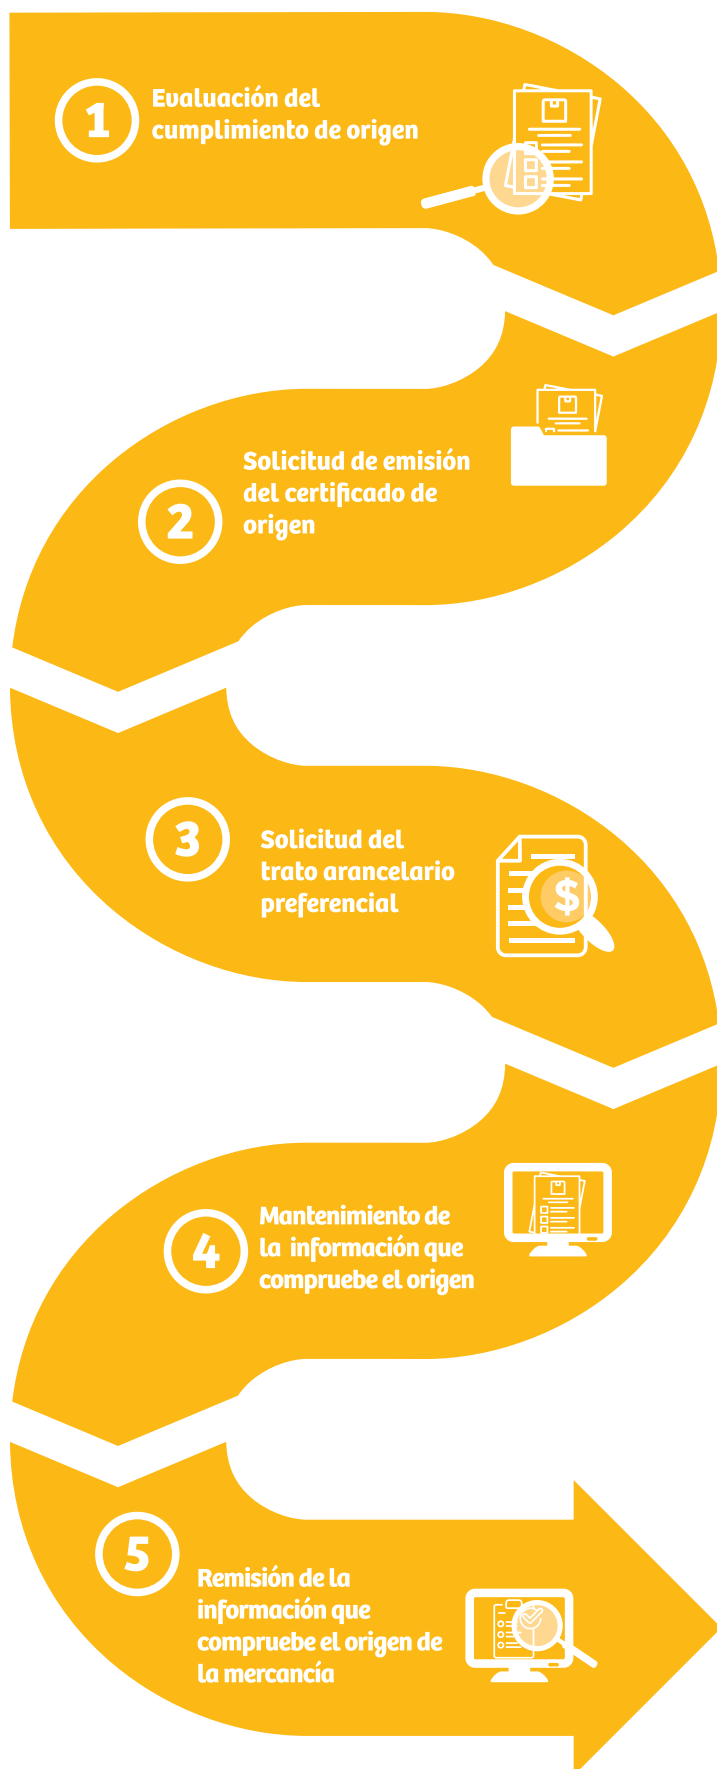 1
Evaluación del
cumplimiento de origen
2
Solicitud de emisión
del certificado de
origen
3
Solicitud del
trato arancelario
preferencial
$
4
Mantenimiento de
la información que
compruebe el origen
5
Remisión de la
información que
compruebe el origen de
la mercancía